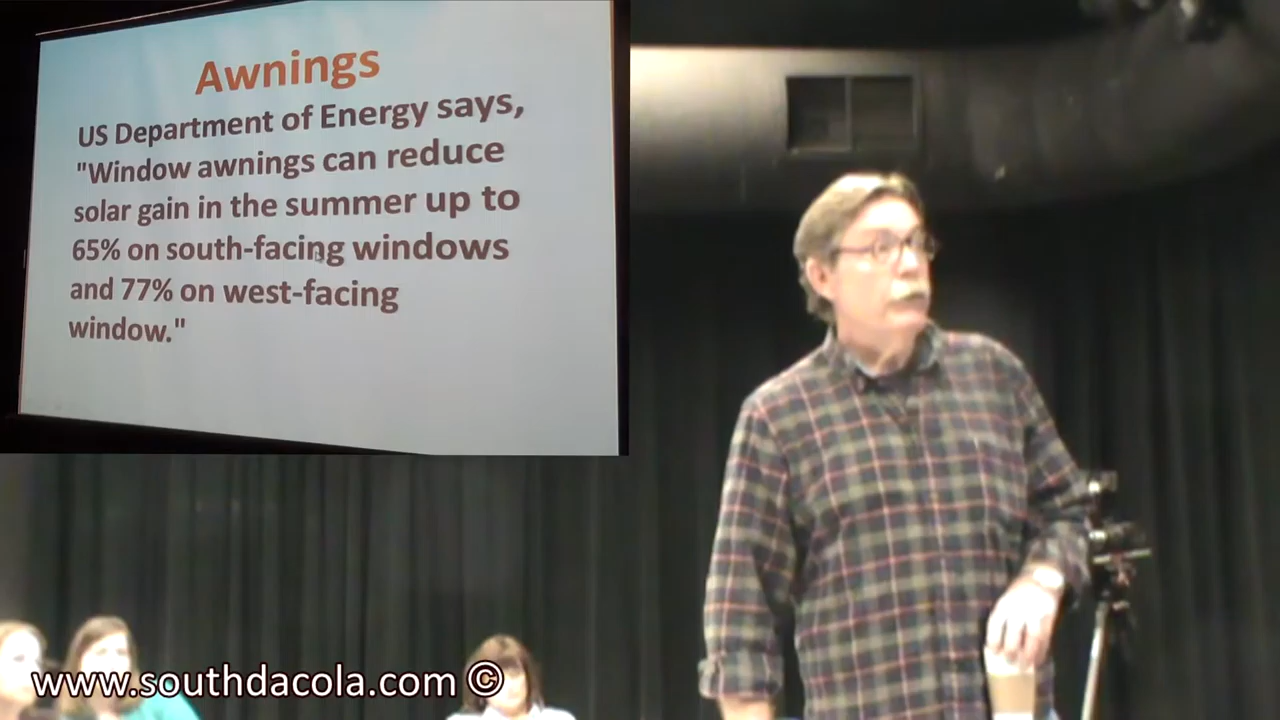 Awnings
US Department of Energy says,
"Window awnings can reduce
solar gain in the summer up to
65% on south-facing windows
and 77% on west-facing
window."
www.southdacola.com ©